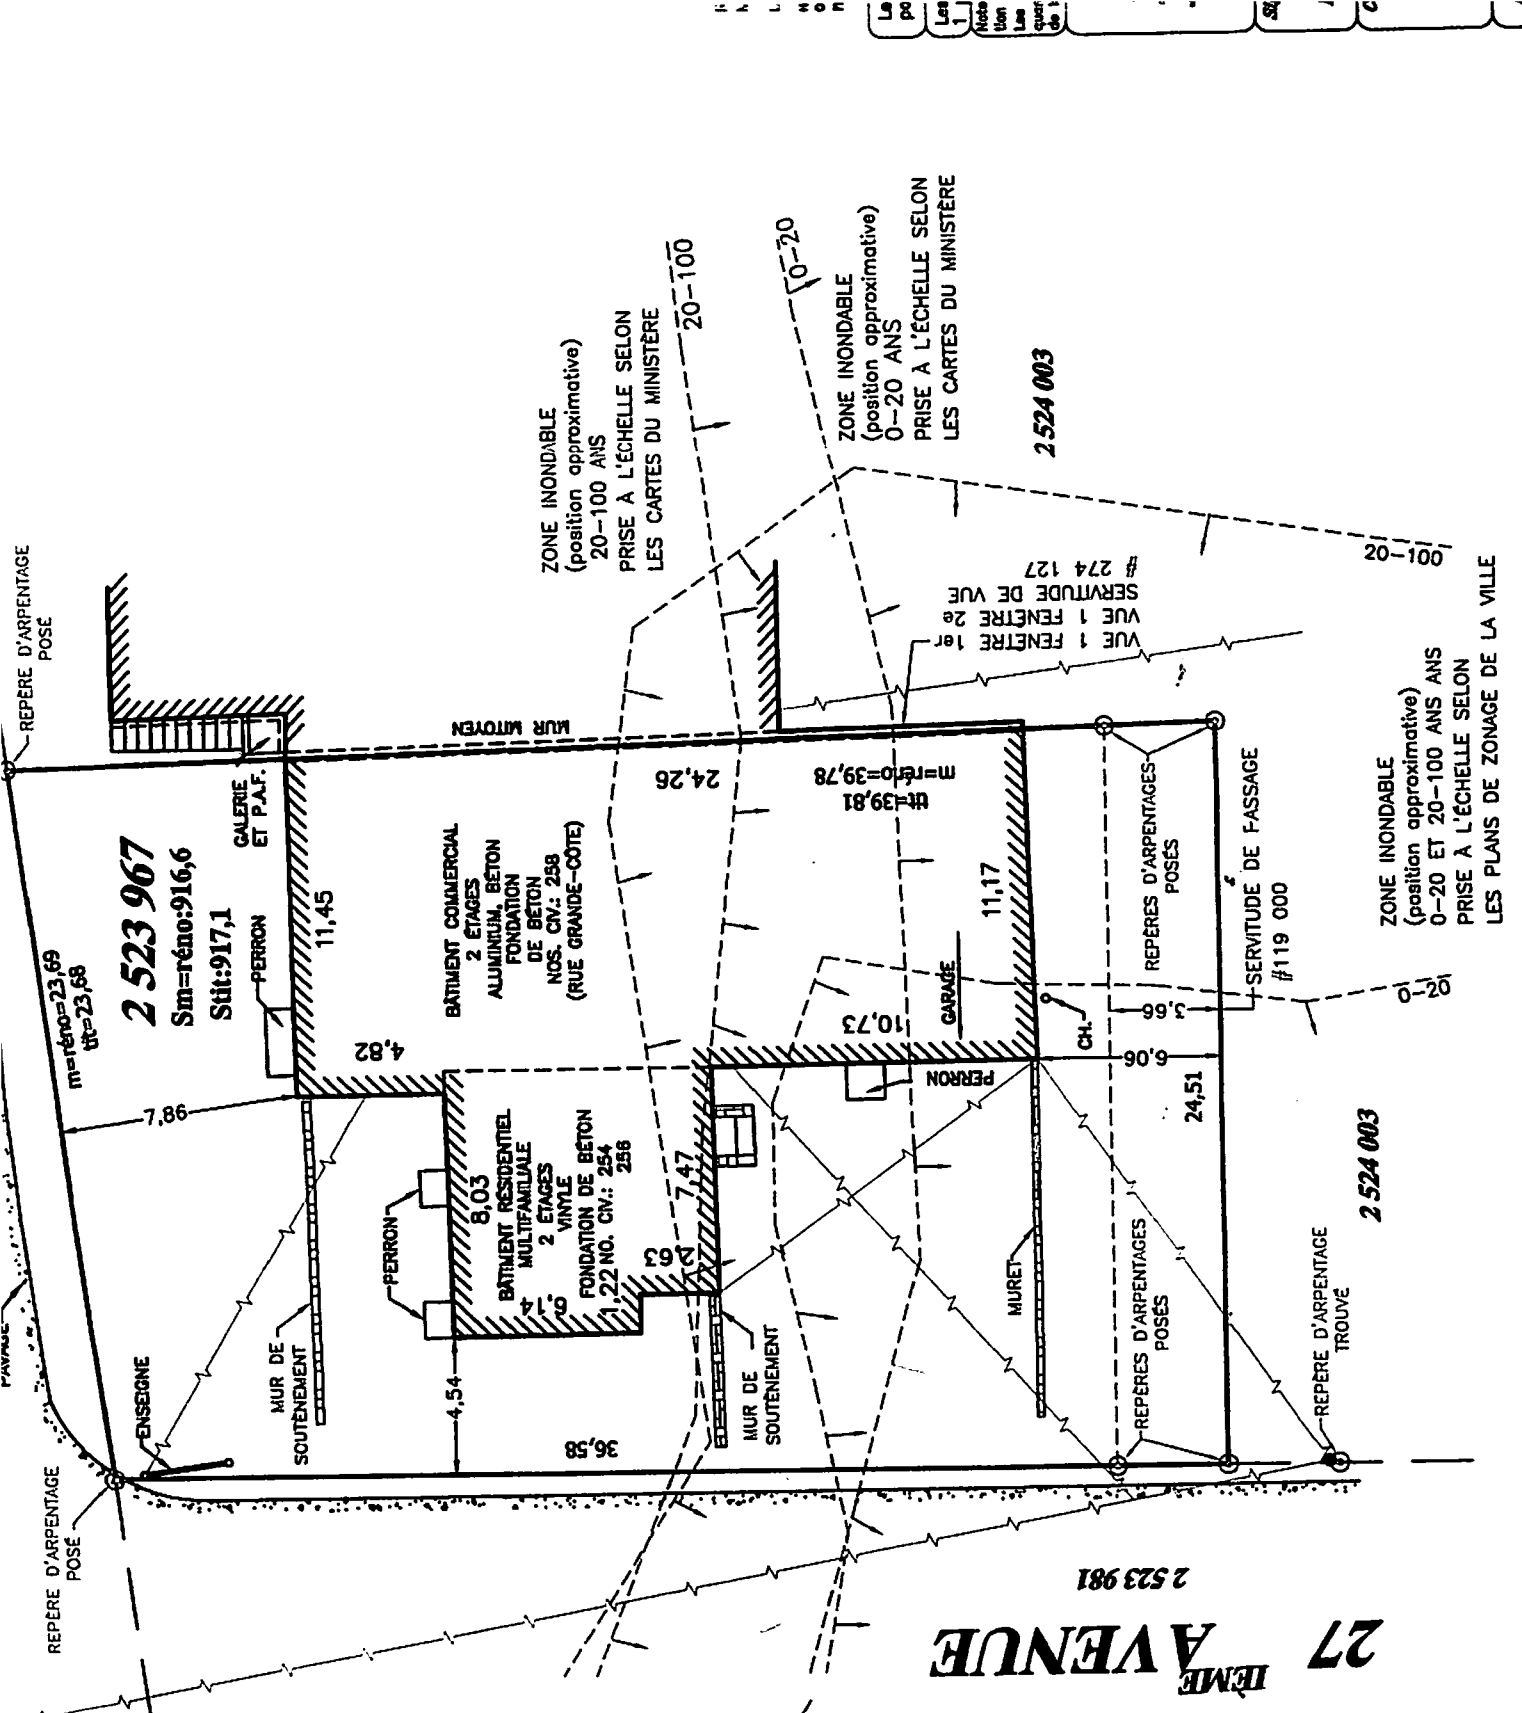 REPÈRE D'ARPENTAGE
POSÉ
m=réno=23,69
tit=23,68
2 523 967
Sm=réno:916,6
Stit:917,1
GALERIE
ET P.A.F.
PERRON
11,45
7,86
4,82
MUR MITOYEN
24,26
m=réno=39,78
tit=39,81
BÂTIMENT COMMERCIAL
2 ÉTAGES
ALUMINIUM, BÉTON
FONDATION
DE BÉTON
NOS. CIV.: 258
(RUE GRANDE-CÔTE)
ZONE INONDABLE
(position approximative)
20-100 ANS
PRISE À L'ÉCHELLE SELON
LES CARTES DU MINISTÈRE
20-100
0-20
ZONE INONDABLE
(position approximative)
0-20 ANS
PRISE À L'ÉCHELLE SELON
LES CARTES DU MINISTÈRE
2 524 003
VUE 1 FENÊTRE 1er
VUE 1 FENÊTRE 2e
SERVITUDE DE VUE
# 274 127
20-100
ZONE INONDABLE
(position approximative)
0-20 ET 20-100 ANS ANS
PRISE À L'ÉCHELLE SELON
LES PLANS DE ZONAGE DE LA VILLE
0-20
11,17
10,73
GARAGE
CH.
PERRON
REPÈRES D'ARPENTAGES
POSÉS
SERVITUDE DE PASSAGE
#119 000
3,66
6,06
24,51
2 524 003
PERRON
8,03
BÂTIMENT RÉSIDENTIEL
MULTIFAMILIALE
2 ÉTAGES
VINYLE
FONDATION DE BÉTON
NO. CIV.: 254
256
6,14
1,22
2,63
7,47
4,54
36,58
ENSEIGNE
MUR DE
SOUTÈNEMENT
MUR DE
SOUTÈNEMENT
MURET
REPÈRES D'ARPENTAGES
POSÉS
REPÈRE D'ARPENTAGE
TROUVÉ
REPÈRE D'ARPENTAGE
POSÉ
PAVAGE
2 523 981
27 IÈME AVENUE